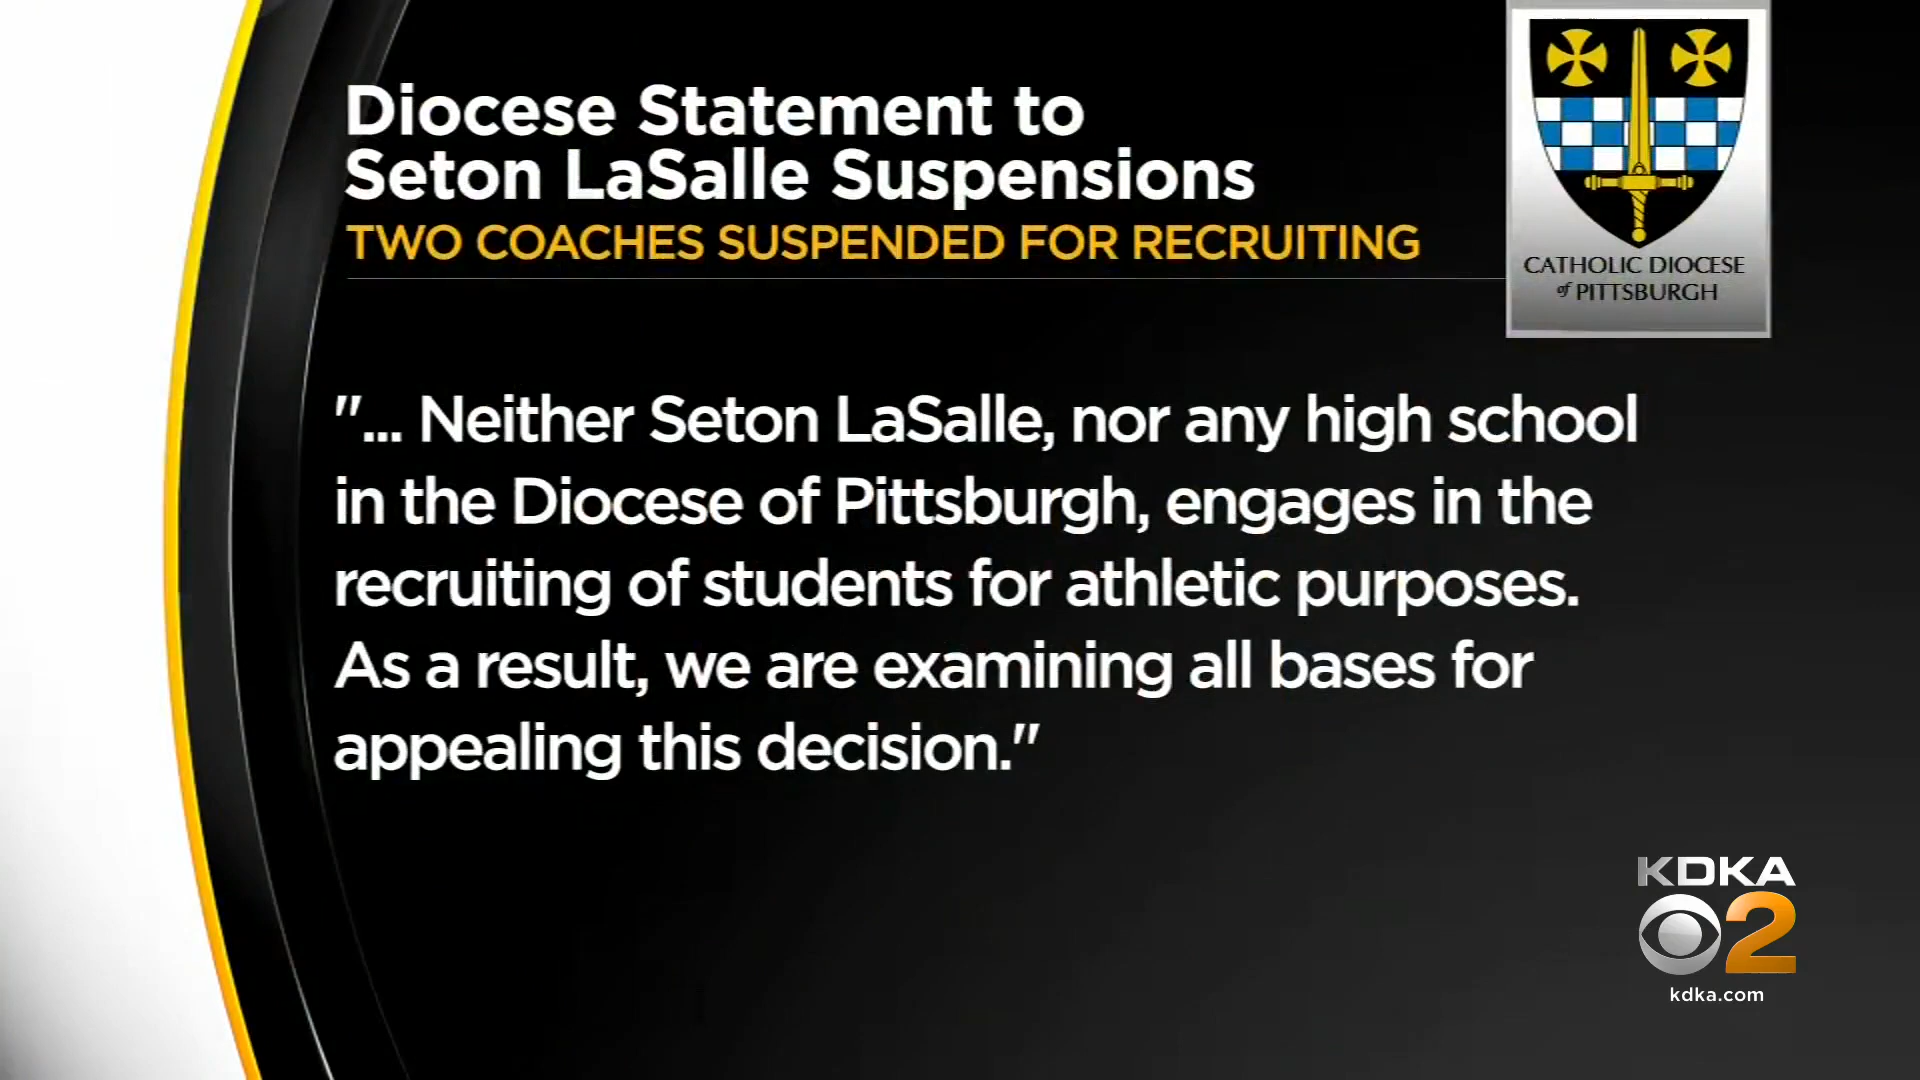 Diocese Statement to
Seton LaSalle Suspensions
TWO COACHES SUSPENDED FOR RECRUITING
CATHOLIC DIOCESE
of PITTSBURGH
"... Neither Seton LaSalle, nor any high school
in the Diocese of Pittsburgh, engages in the
recruiting of students for athletic purposes.
As a result, we are examining all bases for
appealing this decision."
KDKA
2
kdka.com